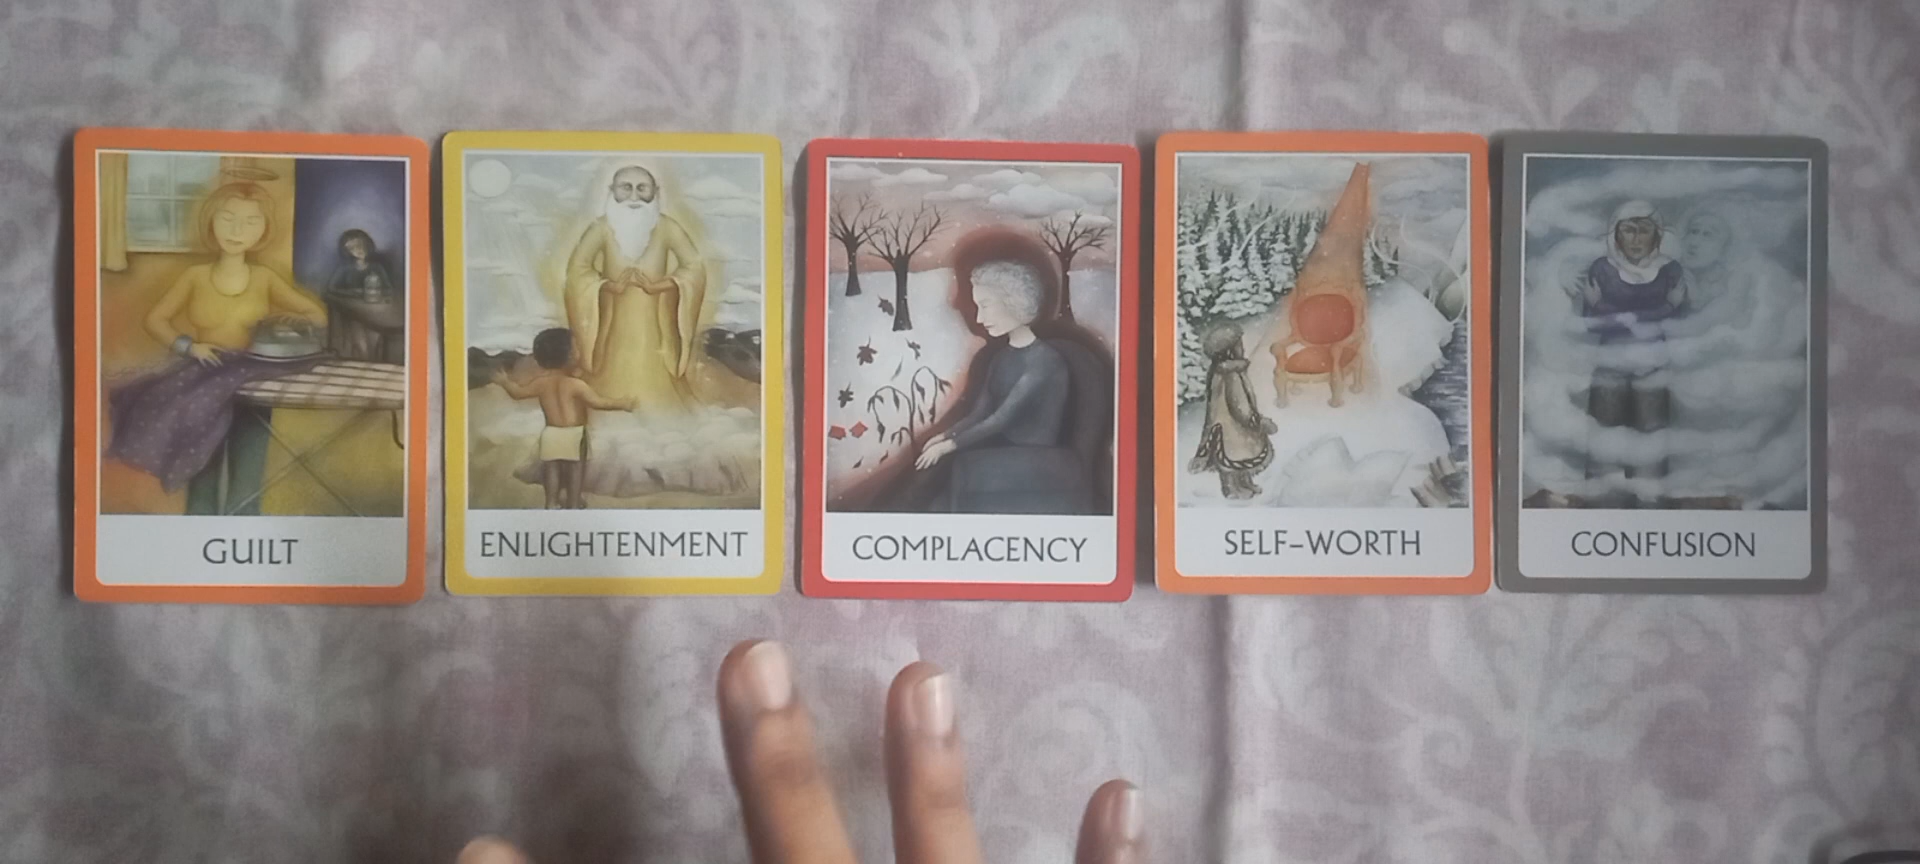 GUILT
ENLIGHTENMENT
COMPLACENCY
SELF-WORTH
CONFUSION